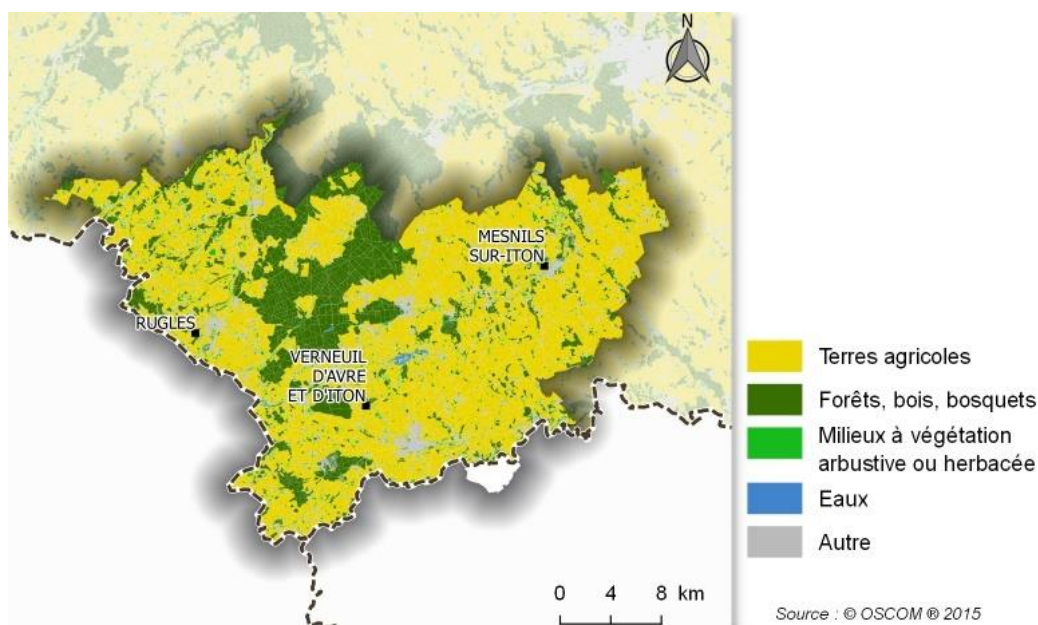 N
MESNILS
SUR-ITON
RUGLES
VERNEUIL
D'AVRE
ET D'ITON
Terres agricoles
Forêts, bois, bosquets
Milieux à végétation
arbustive ou herbacée
Eaux
Autre
0 4 8 km
Source : © OSCOM ® 2015